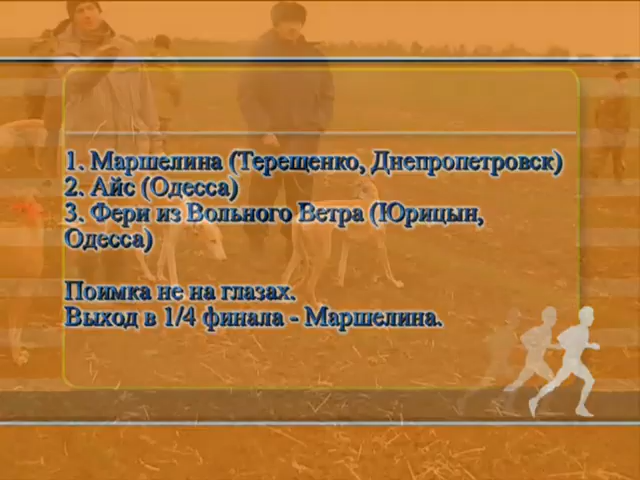 1. Маршелина (Терещенко, Днепропетровск)
2. Айс (Одесса)
3. Фери из Вольного Ветра (Юрицын,
Одесса)
Поимка не на глазах.
Выход в 1/4 финала - Маршелина.